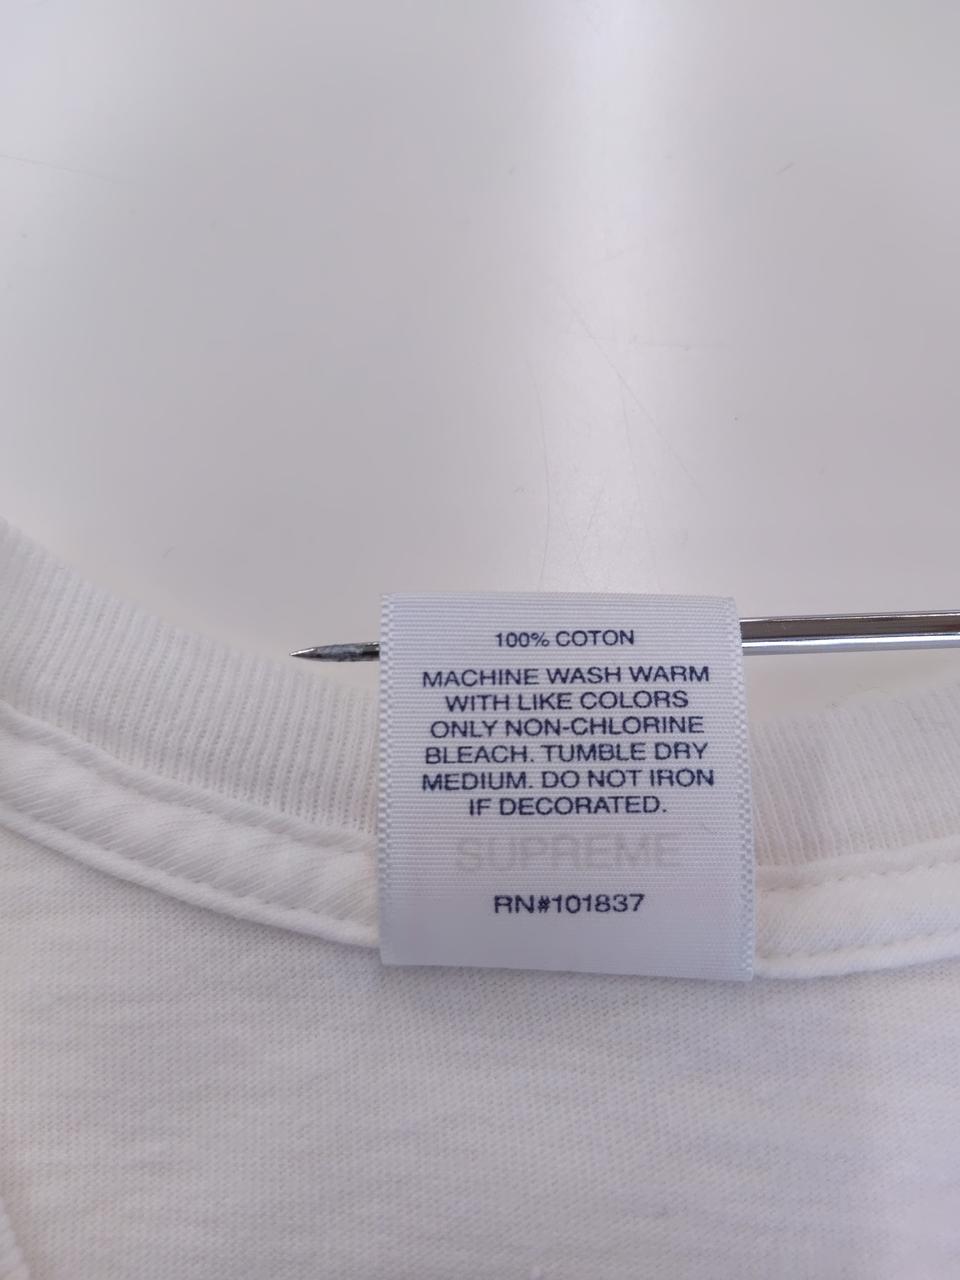 100% COTON
MACHINE WASH WARM
WITH LIKE COLORS
ONLY NON-CHLORINE
BLEACH. TUMBLE DRY
MEDIUM. DO NOT IRON
IF DECORATED.
SUPREME
RN#101837